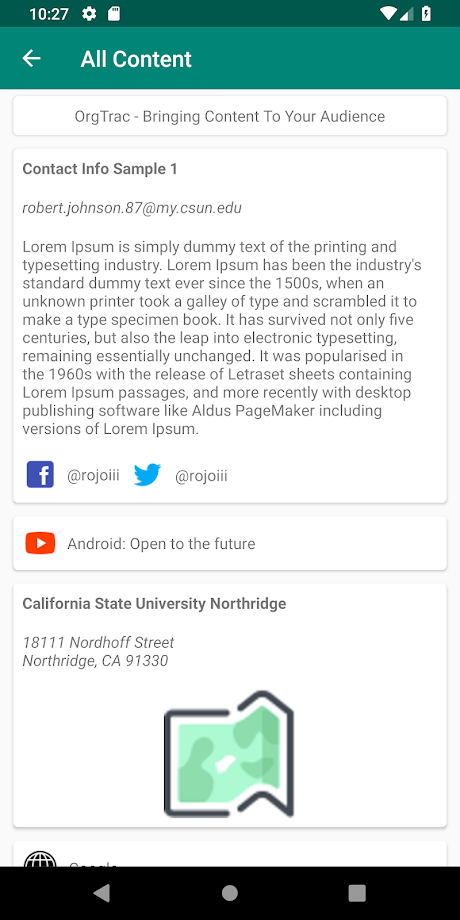 10:27
All Content
OrgTrac - Bringing Content To Your Audience
Contact Info Sample 1
robert.johnson.87@my.csun.edu
Lorem Ipsum is simply dummy text of the printing and
typesetting industry. Lorem Ipsum has been the industry's
standard dummy text ever since the 1500s, when an
unknown printer took a galley of type and scrambled it to
make a type specimen book. It has survived not only five
centuries, but also the leap into electronic typesetting,
remaining essentially unchanged. It was popularised in
the 1960s with the release of Letraset sheets containing
Lorem Ipsum passages, and more recently with desktop
publishing software like Aldus PageMaker including
versions of Lorem Ipsum.
@rojoiii @rojoiii
Android: Open to the future
California State University Northridge
18111 Nordhoff Street
Northridge, CA 91330